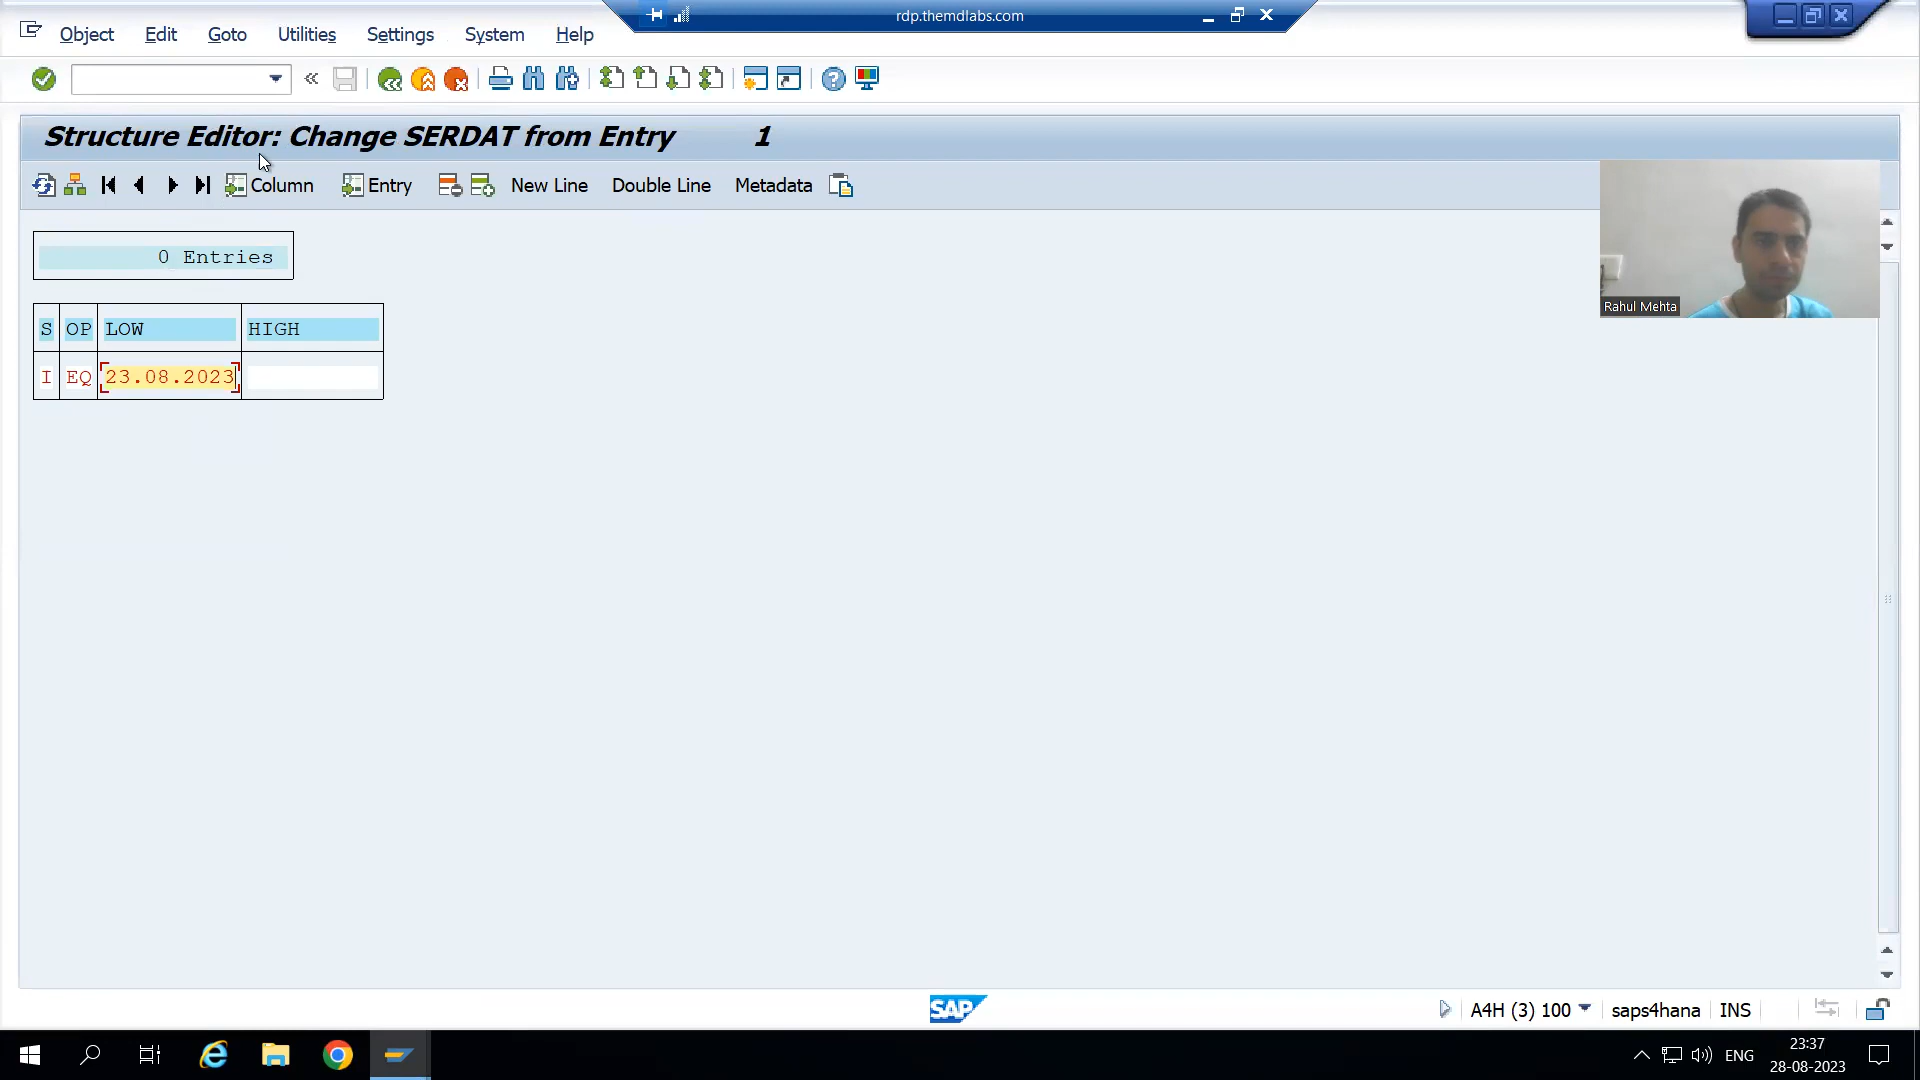 rdp.themdlabs.com
Object Edit Goto Utilities Settings System Help
Structure Editor: Change SERDAT from Entry 1
Column Entry New Line Double Line Metadata
0 Entries
S OP LOW HIGH
I EQ 23.08.2023
Rahul Mehta
SAP
A4H (3) 100 saps4hana INS
ENG
23:37
28-08-2023